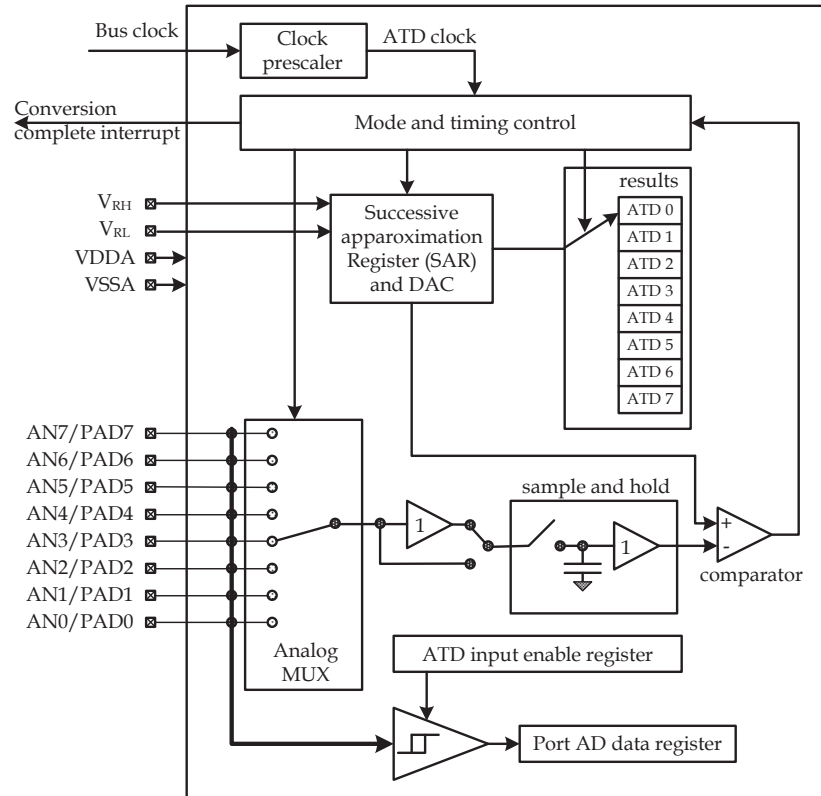 Bus clock
Clock
prescaler
ATD clock
Conversion
complete interrupt
Mode and timing control
results
VRH
VRL
VDDA
VSSA
Successive
apparoximation
Register (SAR)
and DAC
ATD 0
ATD 1
ATD 2
ATD 3
ATD 4
ATD 5
ATD 6
ATD 7
AN7/PAD7
AN6/PAD6
AN5/PAD5
AN4/PAD4
AN3/PAD3
AN2/PAD2
AN1/PAD1
AN0/PAD0
Analog
MUX
1
sample and hold
1
+
-
comparator
ATD input enable register
Port AD data register